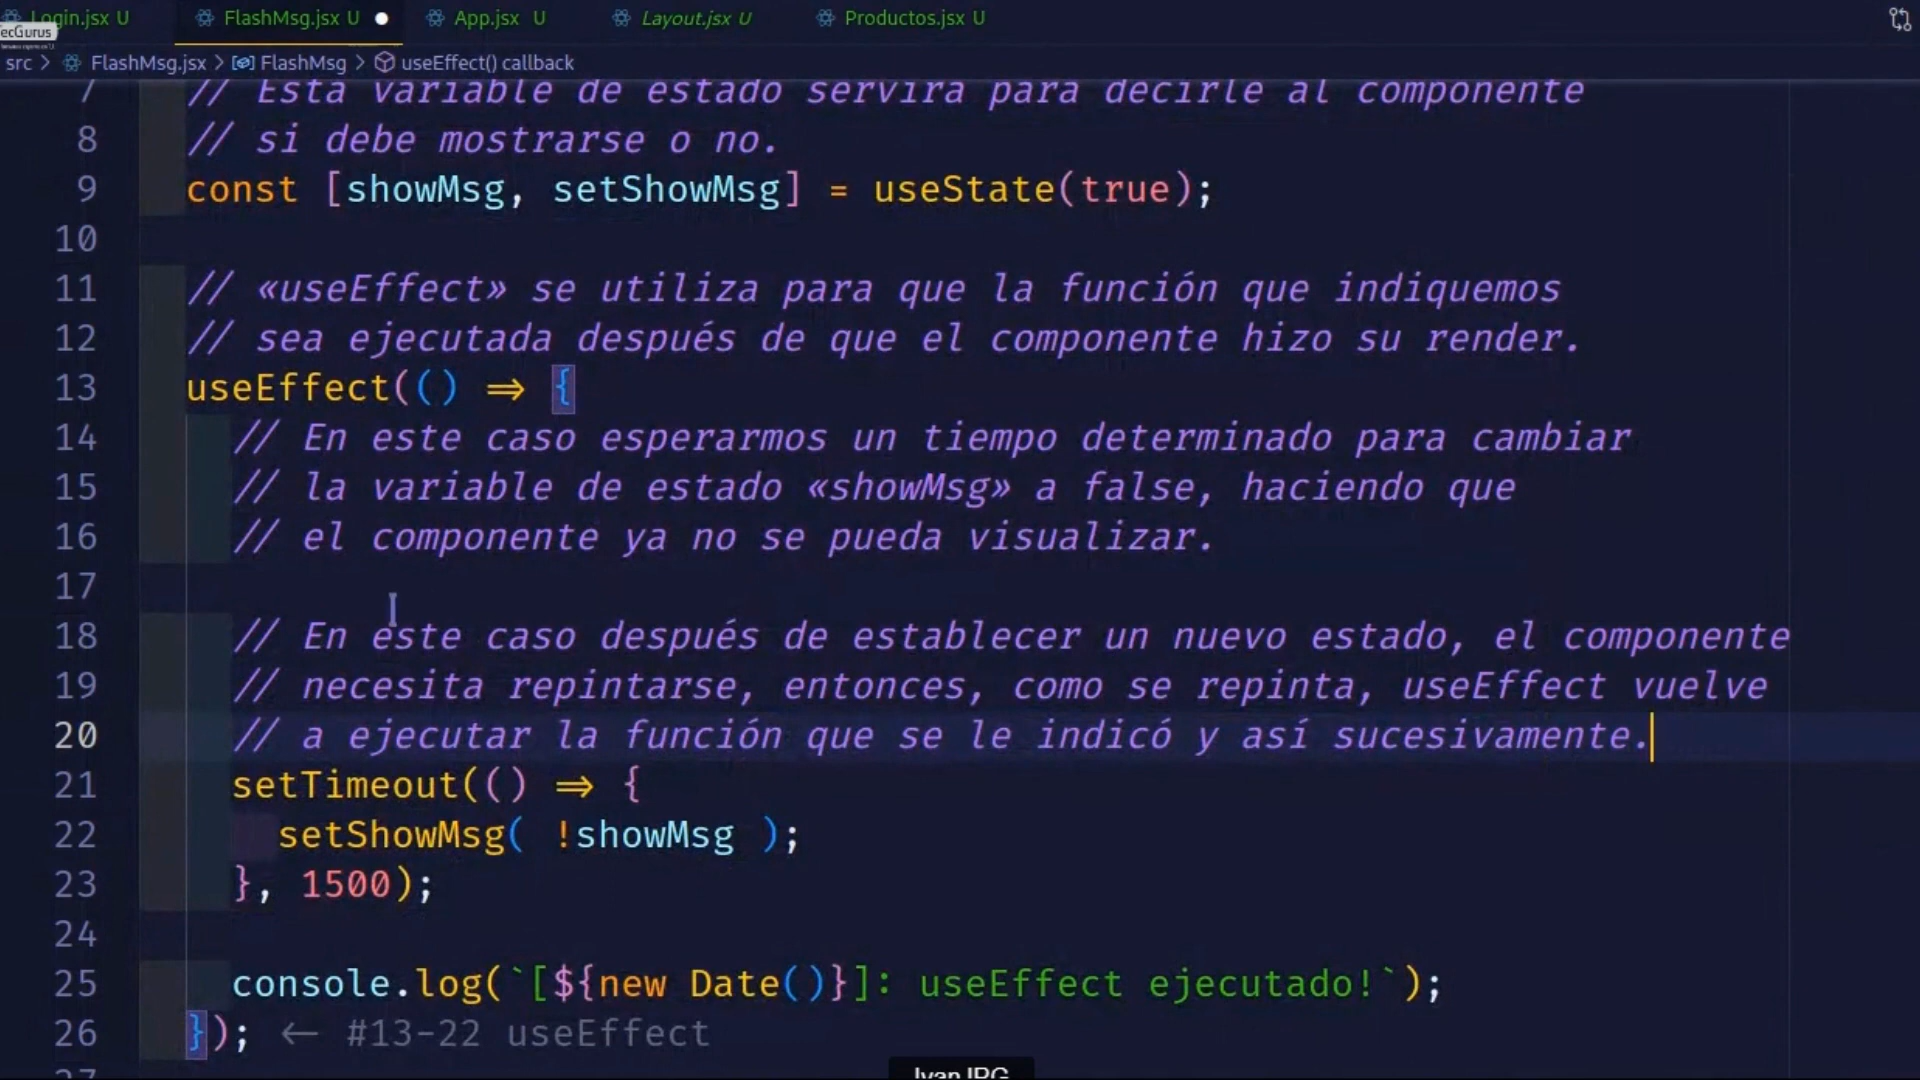 Login.jsx U
FlashMsg.jsx U
App.jsx U
Layout.jsx U
Productos.jsx U
ecGurus
src > FlashMsg.jsx > FlashMsg > useEffect() callback
7 // Esta variable de estado servirá para decirle al componente
8 // si debe mostrarse o no.
9 const [showMsg, setShowMsg] = useState(true);
10
11 // «useEffect» se utiliza para que la función que indiquemos
12 // sea ejecutada después de que el componente hizo su render.
13 useEffect(() => {
14 // En este caso esperarmos un tiempo determinado para cambiar
15 // la variable de estado «showMsg» a false, haciendo que
16 // el componente ya no se pueda visualizar.
17
18 // En este caso después de establecer un nuevo estado, el componente
19 // necesita repintarse, entonces, como se repinta, useEffect vuelve
20 // a ejecutar la función que se le indicó y así sucesivamente.
21 setTimeout(() => {
22 setShowMsg( !showMsg );
23 }, 1500);
24
25 console.log(`[${new Date()}]: useEffect ejecutado!`);
26 }); <- #13-22 useEffect
27
Ivan IRG